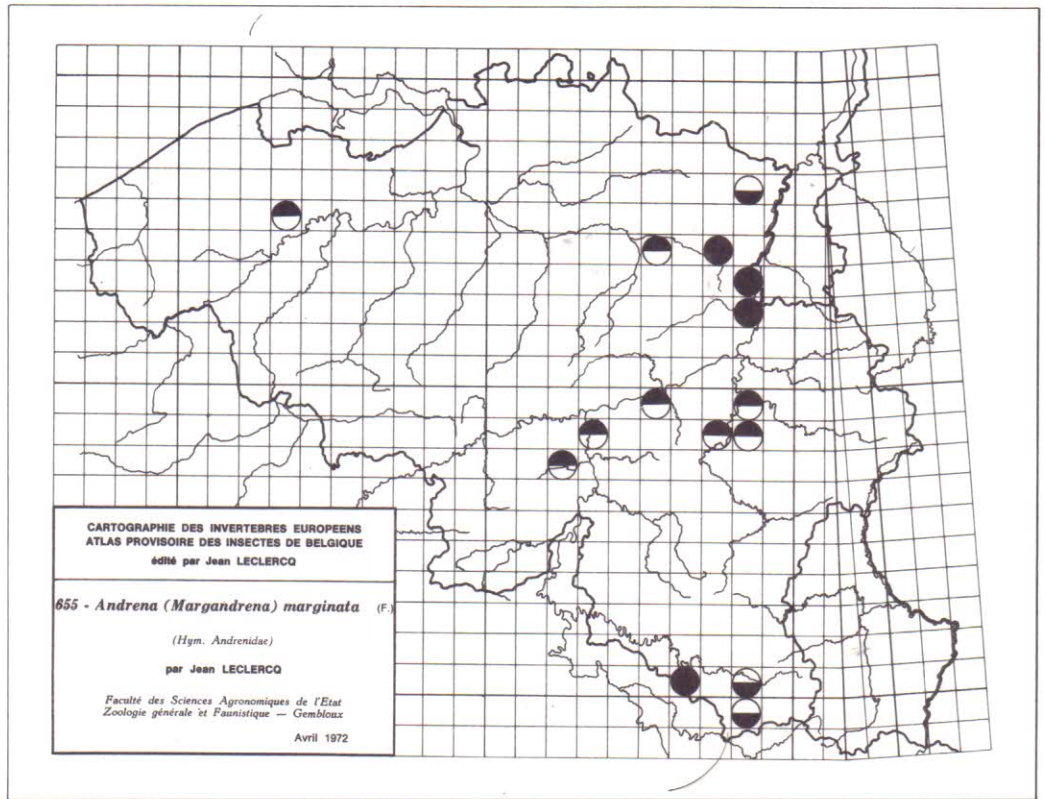 CARTOGRAPHIE DES INVERTEBRES EUROPEENS
ATLAS PROVISOIRE DES INSECTES DE BELGIQUE
édité par Jean LECLERCQ
655 - Andrena (Margandrena) marginata (F.)
(Hym. Andrenidae)
par Jean LECLERCQ
Faculté des Sciences Agronomiques de l'Etat
Zoologie générale et Faunistique — Gembloux
Avril 1972